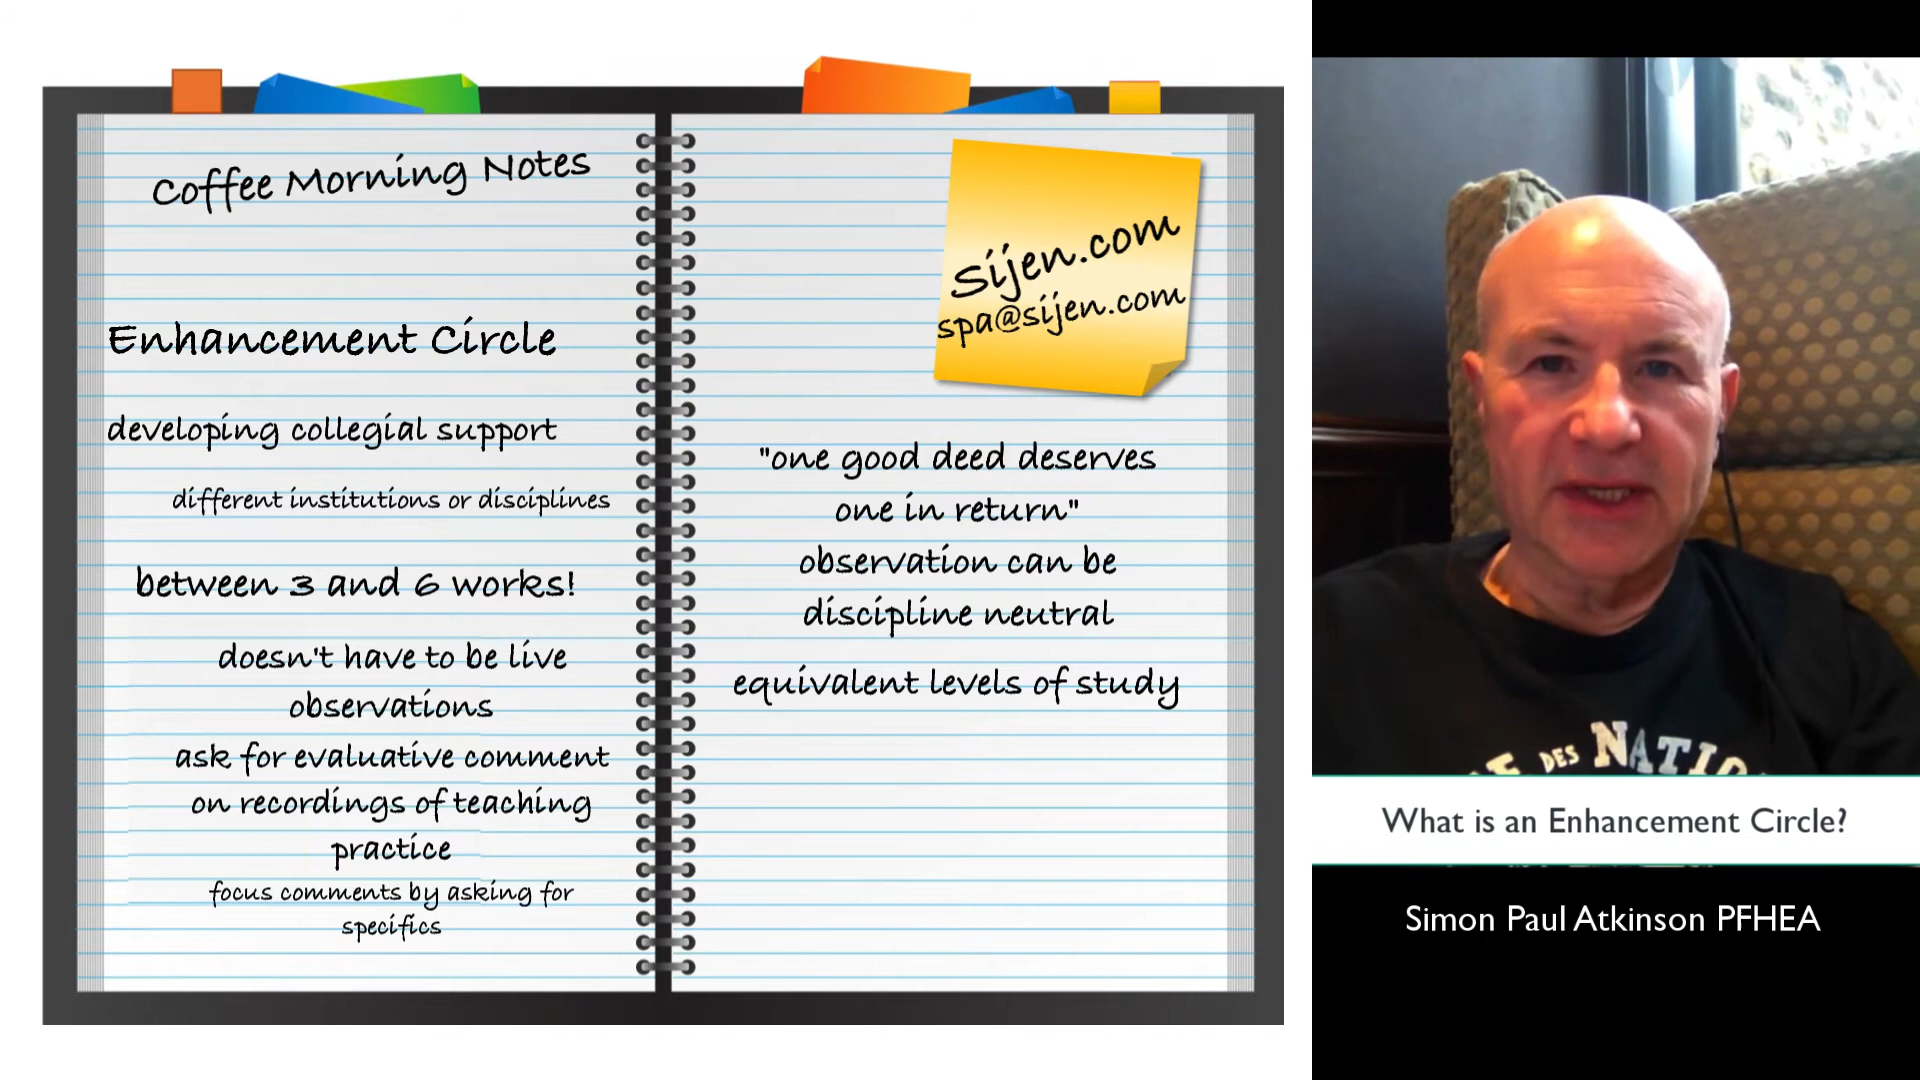 Coffee Morning Notes
Enhancement Circle
developing collegial support
different institutions or disciplines
between 3 and 6 works!
doesn't have to be live
observations
ask for evaluative comment
on recordings of teaching
practice
focus comments by asking for
specifics
sijen.com
spa@sijen.com
"one good deed deserves
one in return"
observation can be
discipline neutral
equivalent levels of study
DES
What is an Enhancement Circle?
Simon Paul Atkinson PFHEA